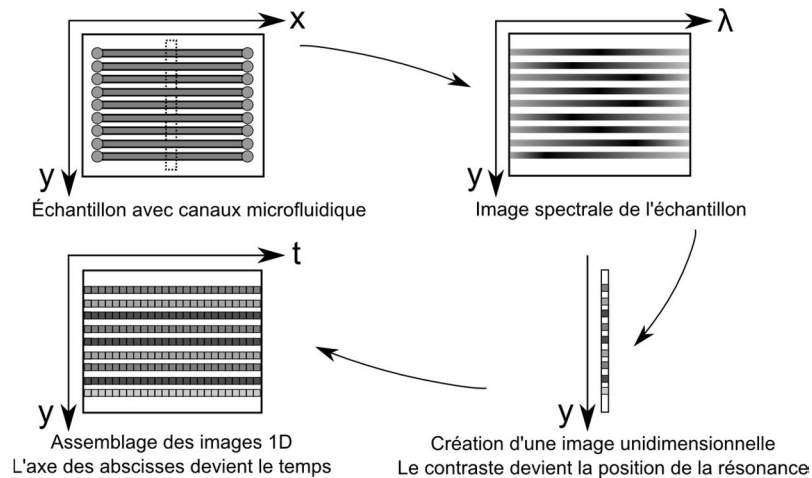 x
y
Échantillon avec canaux microfluidique
λ
y
Image spectrale de l'échantillon
t
y
Assemblage des images 1D
L'axe des abscisses devient le temps
y
Création d'une image unidimensionnelle
Le contraste devient la position de la résonance